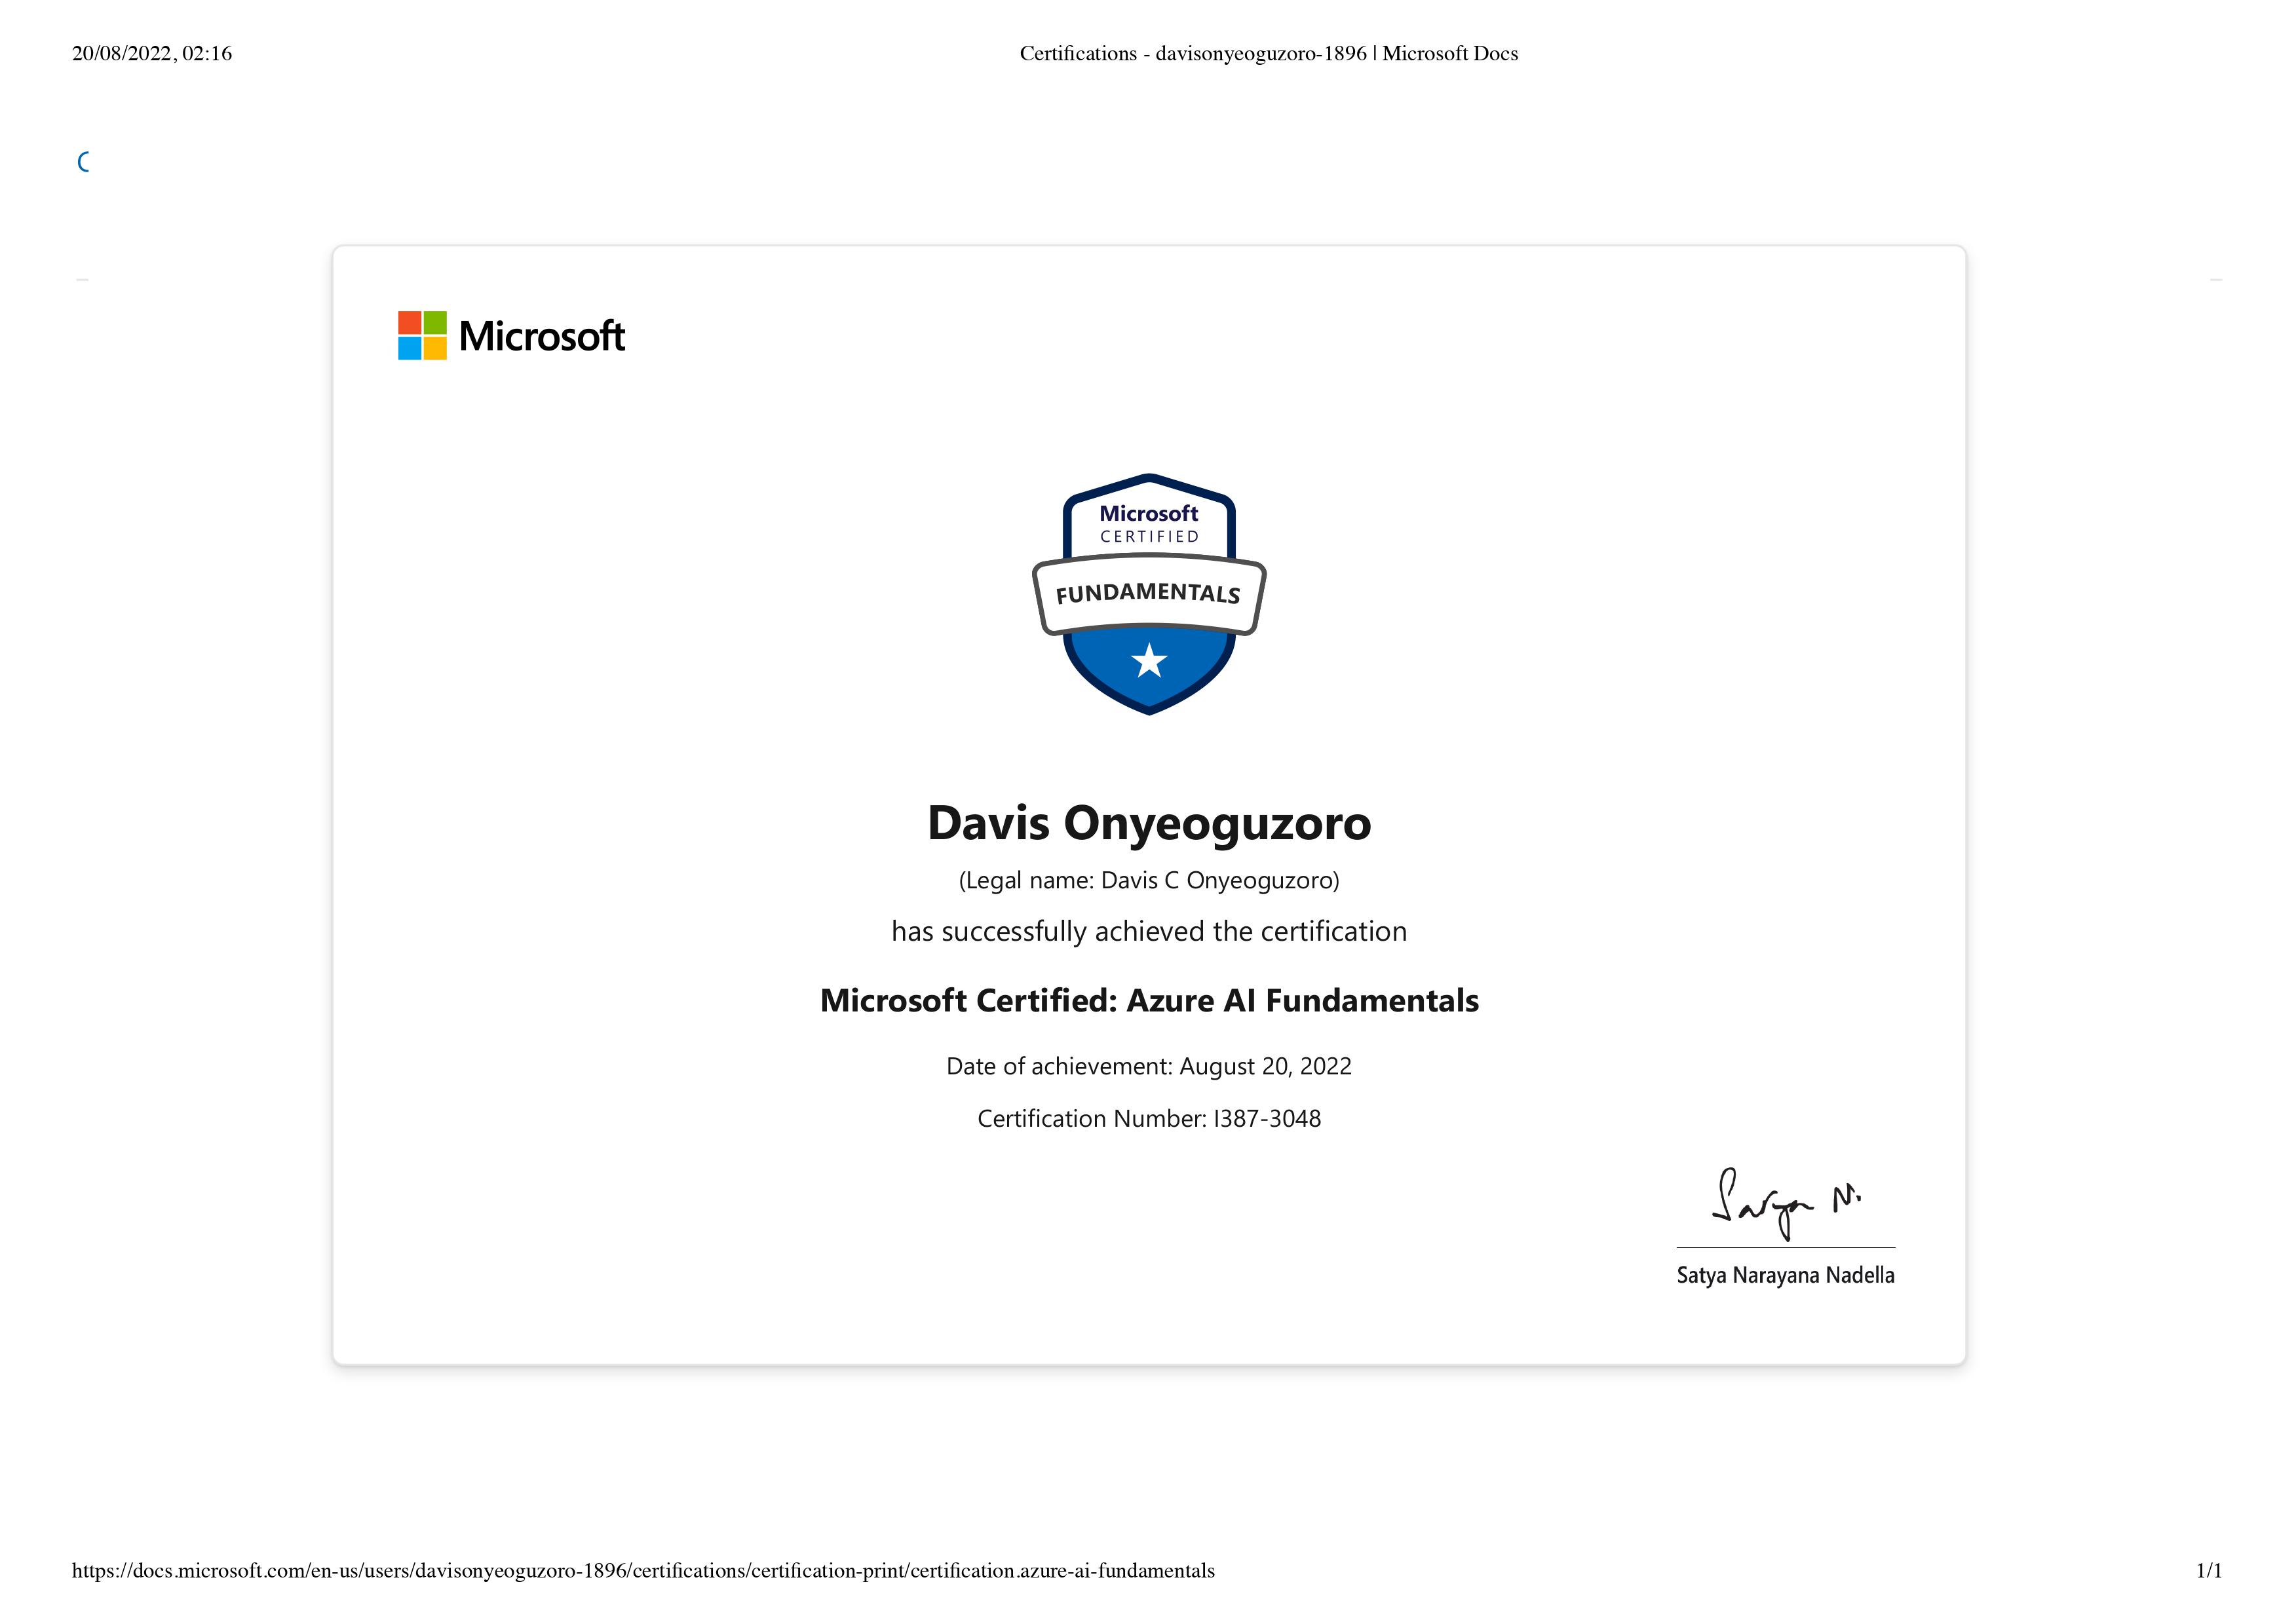 20/08/2022, 02:16
Certifications - davisonyeoguzoro-1896 | Microsoft Docs
Microsoft
Microsoft
CERTIFIED
FUNDAMENTALS
Davis Onyeoguzoro
(Legal name: Davis C Onyeoguzoro)
has successfully achieved the certification
Microsoft Certified: Azure AI Fundamentals
Date of achievement: August 20, 2022
Certification Number: I387-3048
Satya N.
Satya Narayana Nadella
https://docs.microsoft.com/en-us/users/davisonyeoguzoro-1896/certifications/certification-print/certification.azure-ai-fundamentals
1/1